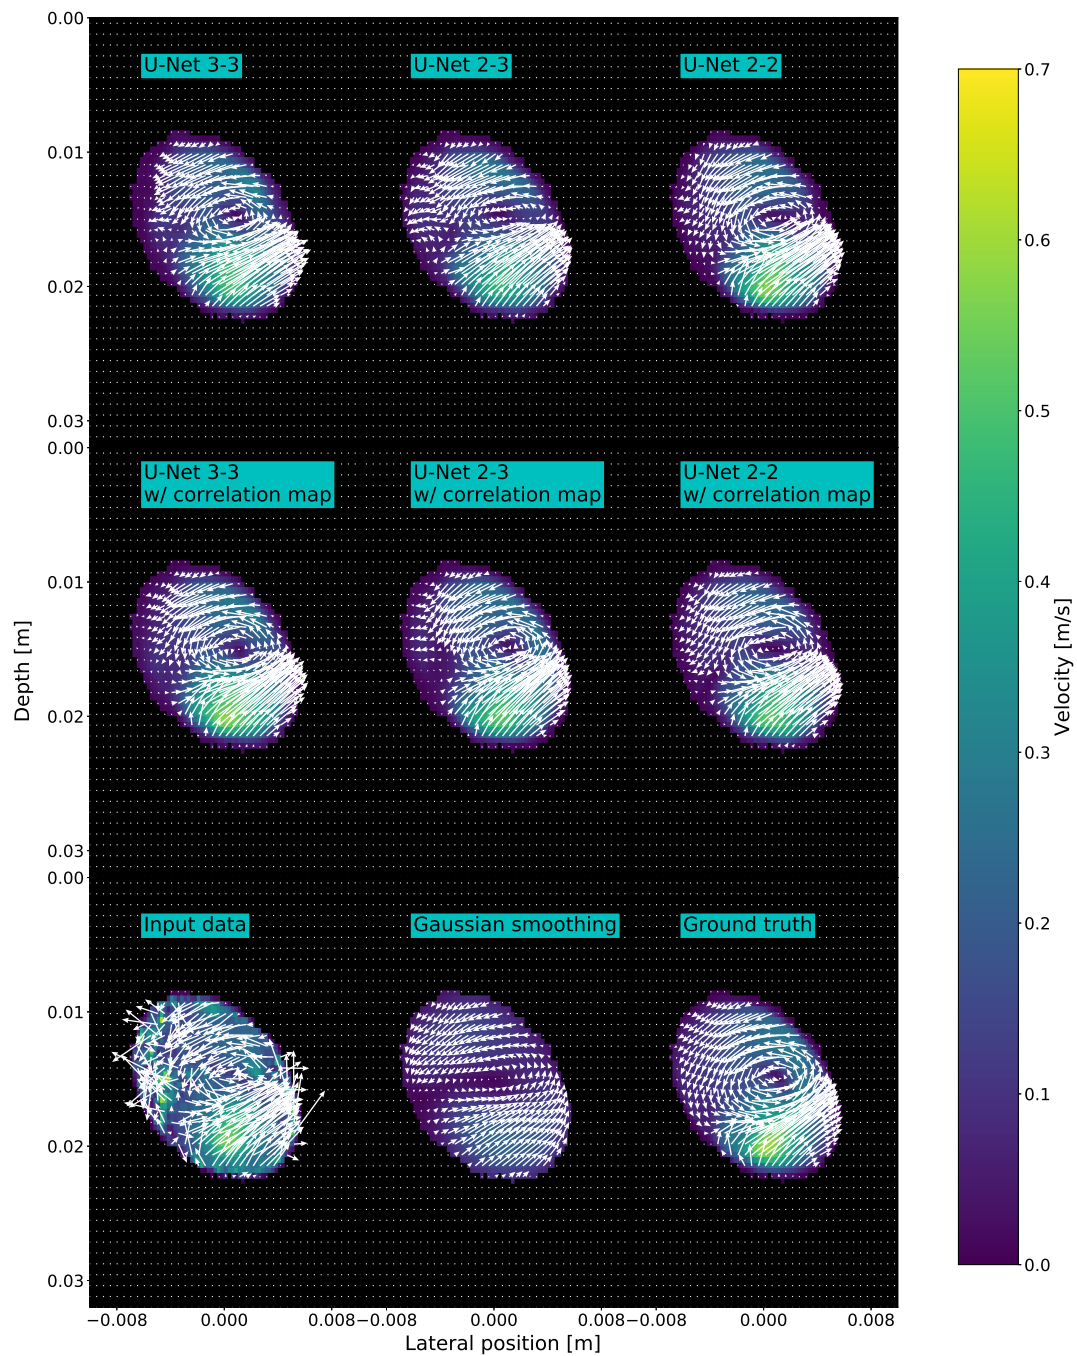 0.00
U-Net 3-3
U-Net 2-3
U-Net 2-2
0.7
0.01
0.6
0.02
0.5
0.03
0.00
U-Net 3-3
w/ correlation map
U-Net 2-3
w/ correlation map
U-Net 2-2
w/ correlation map
0.4
0.01
Depth [m]
Velocity [m/s]
0.02
0.3
0.03
0.00
Input data
Gaussian smoothing
Ground truth
0.2
0.01
0.1
0.02
0.0
0.03
−0.008 0.000 0.008 −0.008 0.000 0.008 −0.008 0.000 0.008
Lateral position [m]